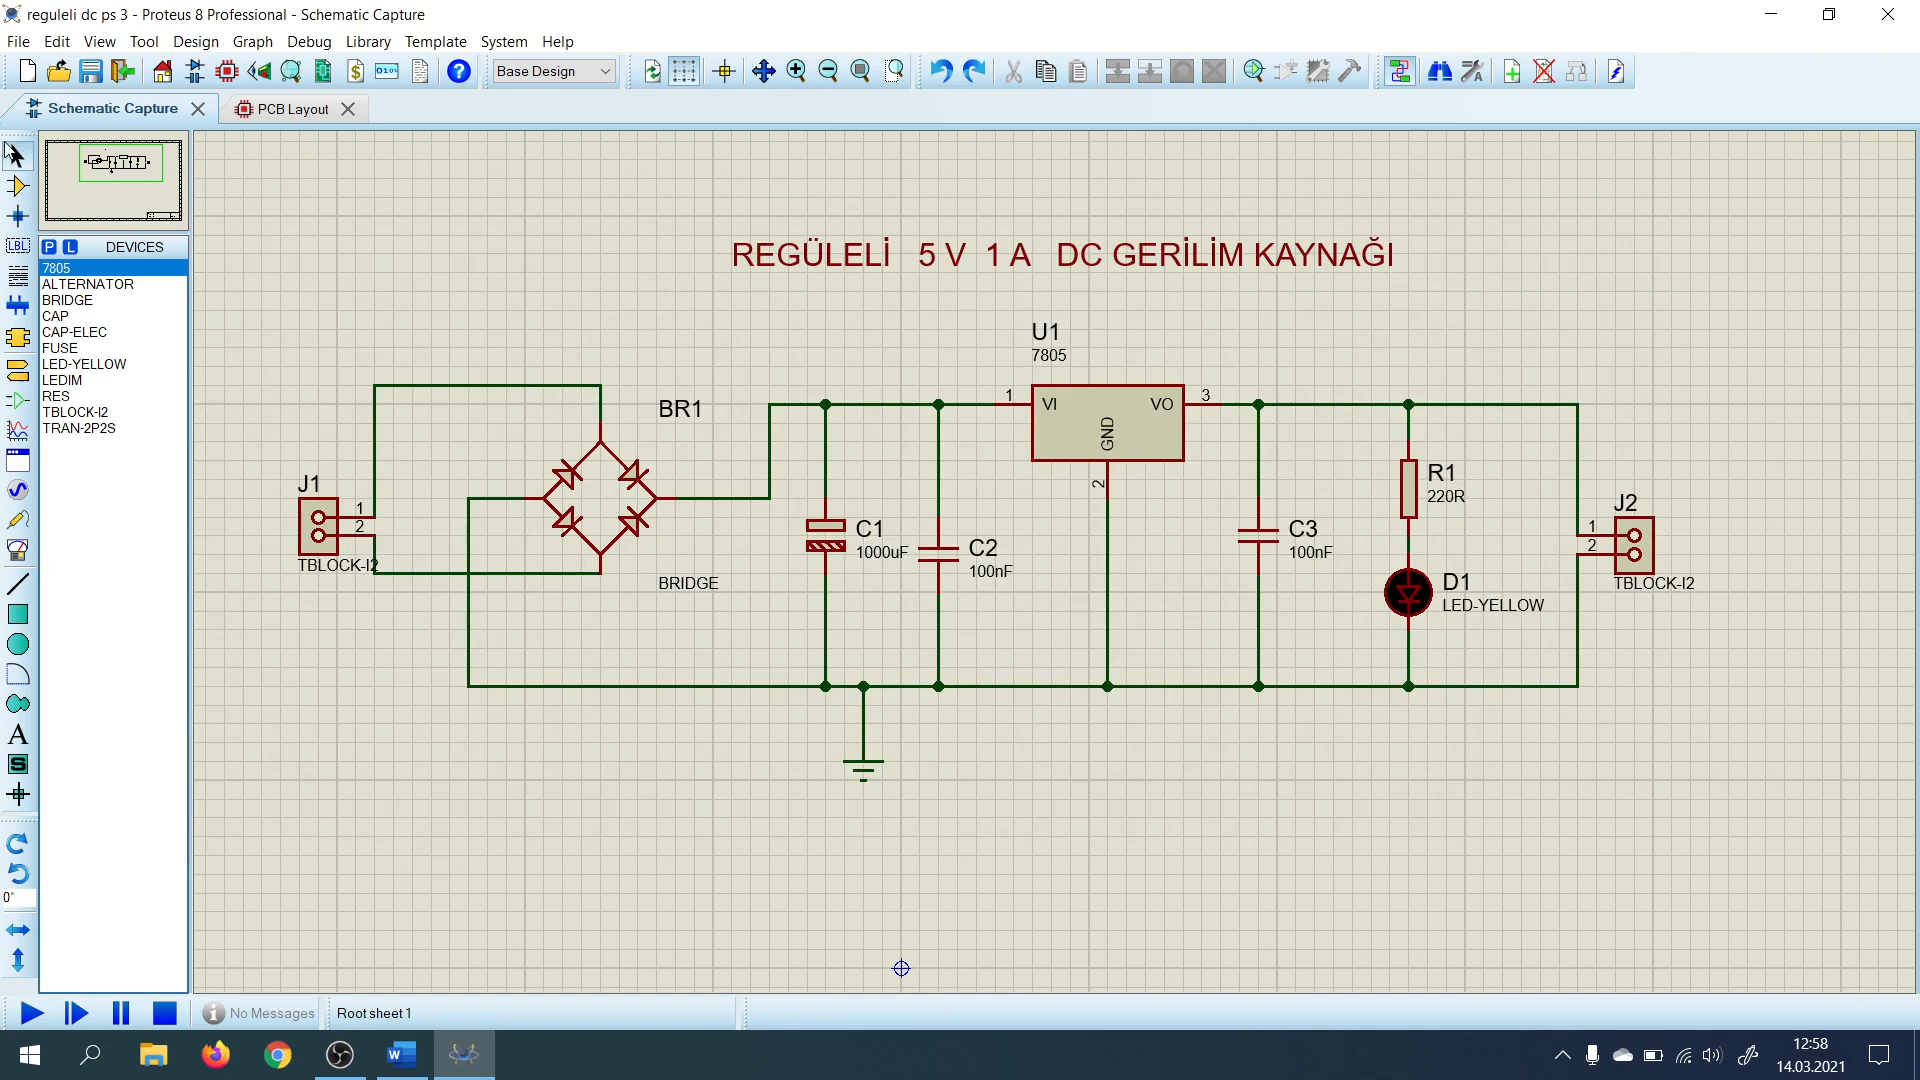 reguleli dc ps 3 - Proteus 8 Professional - Schematic Capture
File Edit View Tool Design Graph Debug Library Template System Help
Base Design
Schematic Capture PCB Layout
P L DEVICES
7805
ALTERNATOR
BRIDGE
CAP
CAP-ELEC
FUSE
LED-YELLOW
LEDIM
RES
TBLOCK-I2
TRAN-2P2S
LBL
A
S
0°
REGÜLELİ 5 V 1 A DC GERİLİM KAYNAĞI
U1
7805
1 VI VO 3
GND
2
BR1
BRIDGE
J1
1
2
TBLOCK-I2
C1
1000uF
C2
100nF
C3
100nF
R1
220R
D1
LED-YELLOW
J2
1
2
TBLOCK-I2
No Messages Root sheet 1
12:58
14.03.2021